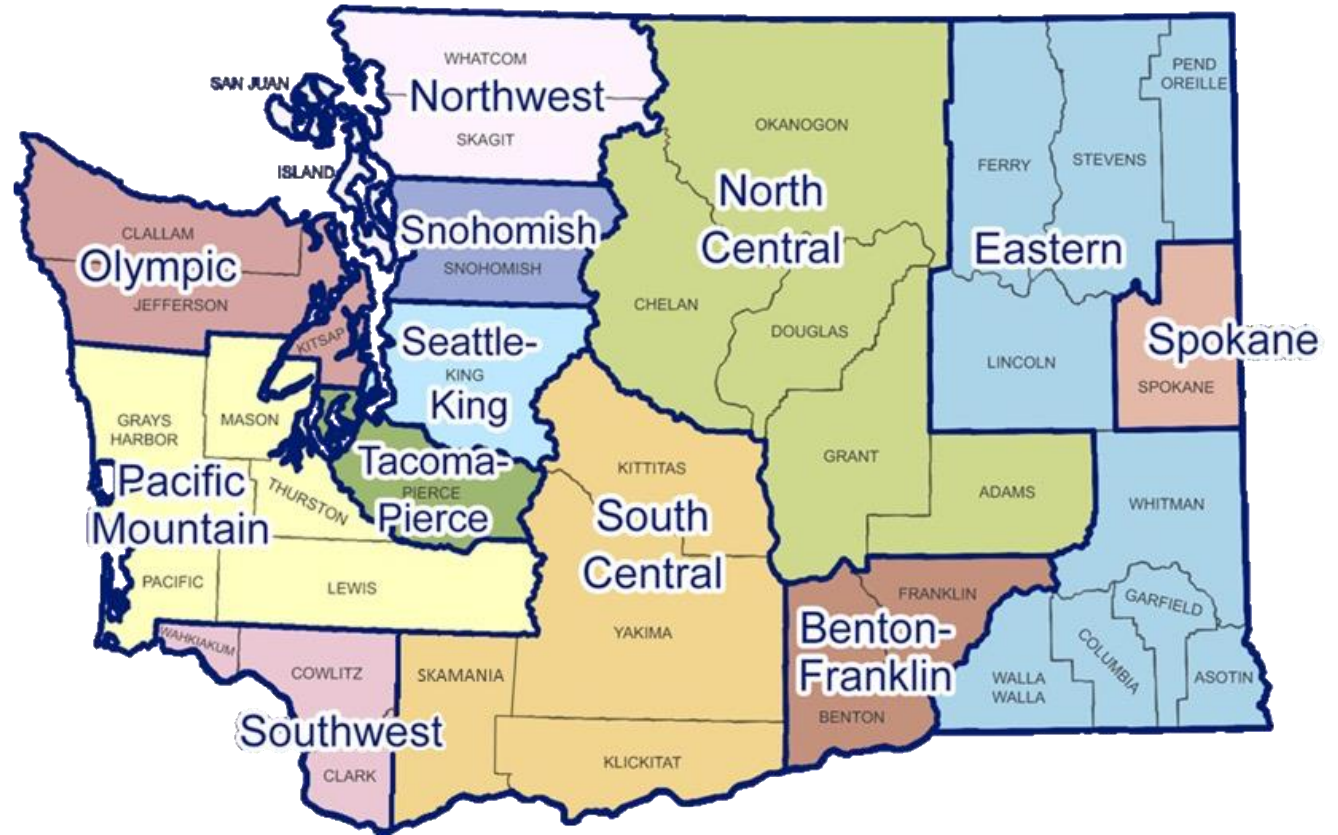 WHATCOM
SAN JUAN
Northwest
SKAGIT
ISLAND
PEND
OREILLE
OKANOGON
FERRY
STEVENS
North
Central
CLALLAM
Olympic
JEFFERSON
KITSAP
Snohomish
SNOHOMISH
Eastern
CHELAN
DOUGLAS
Seattle-
KING
King
LINCOLN
Spokane
SPOKANE
GRAYS
HARBOR
MASON
Pacific
Mountain
THURSTON
Tacoma-
PIERCE
Pierce
KITTITAS
GRANT
ADAMS
WHITMAN
South
Central
PACIFIC
LEWIS
YAKIMA
FRANKLIN
Benton-
Franklin
BENTON
GARFIELD
COLUMBIA
WALLA
WALLA
ASOTIN
WAHKIAKUM
COWLITZ
SKAMANIA
Southwest
CLARK
KLICKITAT